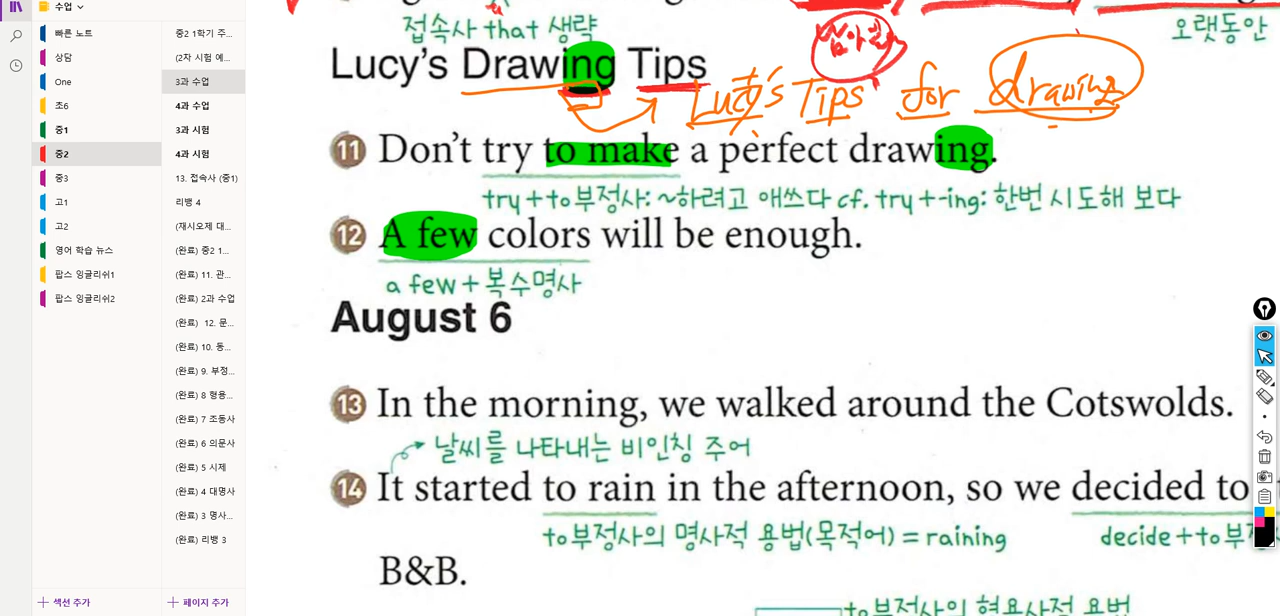 수업
빠른 노트
상담
One
초6
중1
중2
중3
고1
고2
영어 학습 뉴스
팝스 잉글리쉬1
팝스 잉글리쉬2
섹션 추가
중2 1학기 주...
(2차 시험 예...
3과 수업
4과 수업
3과 시험
4과 시험
13. 접속사 (중1)
리뱅 4
(재시오제 대...
(완료) 중2 1...
(완료) 11. 관...
(완료) 2과 수업
(완료) 12. 문...
(완료) 10. 동...
(완료) 9. 부정...
(완료) 8 형용...
(완료) 7 조동사
(완료) 6 의문사
(완료) 5 시제
(완료) 4 대명사
(완료) 3 명사...
(완료) 리뱅 3
페이지 추가
접속사 that 생략
오랫동안
Lucy's Drawing Tips
Lucy's Tips for drawing
11 Don't try to make a perfect drawing.
try+to부정사: ~하려고 애쓰다 cf. try+-ing: 한번 시도해 보다
12 A few colors will be enough.
a few+복수명사
August 6
13 In the morning, we walked around the Cotswolds.
날씨를 나타내는 비인칭 주어
14 It started to rain in the afternoon, so we decided to
to부정사의 명사적 용법(목적어) = raining
decide+to부정
B&B.
to부정사의 형용사적 용법